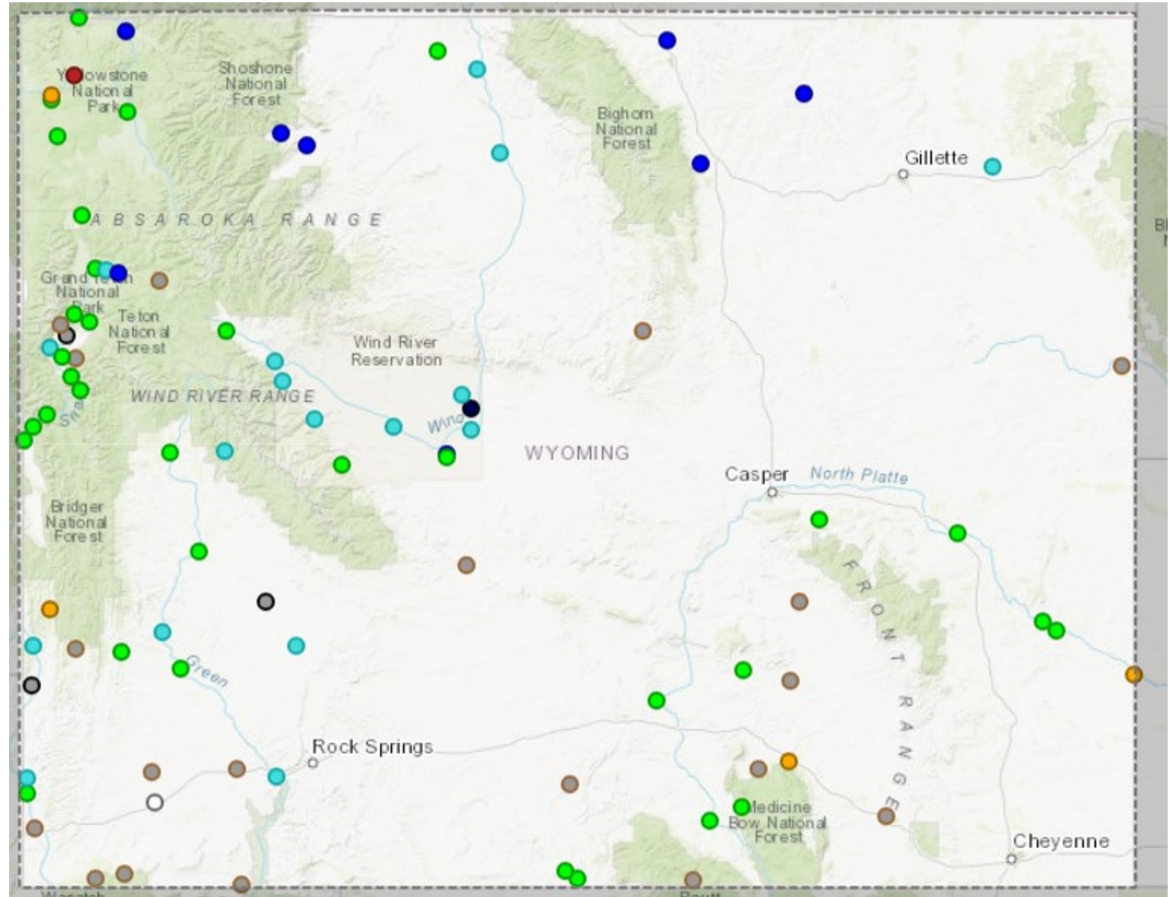 Yellowstone
National
Park
Shoshone
National
Forest
Bighorn
National
Forest
Gillette
ABSAROKA RANGE
Grand Teton
National
Park
Teton
National
Forest
Wind River
Reservation
WIND RIVER RANGE
Wind
WYOMING
Casper
North Platte
Bridger
National
Forest
FRONT RANGE
Green
Rock Springs
Medicine
Bow National
Forest
Cheyenne